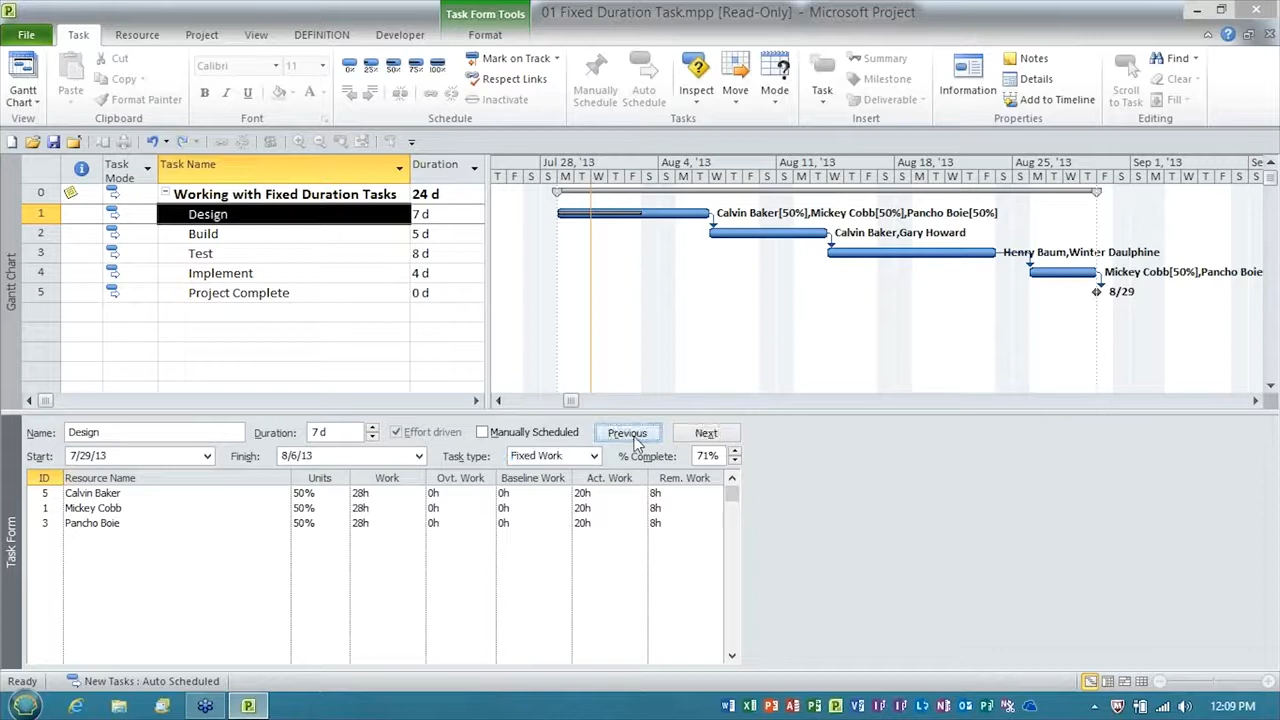 Task Form Tools
01 Fixed Duration Task.mpp [Read-Only] - Microsoft Project
File Task Resource Project View DEFINITION Developer Format
Gantt Chart
View
Paste
Cut
Copy
Format Painter
Clipboard
Calibri 11
B I U A
Font
0% 25% 50% 75% 100%
Mark on Track
Respect Links
Inactivate
Schedule
Manually Schedule
Auto Schedule
Inspect
Move
Mode
Tasks
Task
Summary
Milestone
Deliverable
Insert
Information
Notes
Details
Add to Timeline
Properties
Scroll to Task
Find
Clear
Fill
Editing
Task Mode Task Name Duration
Jul 28, '13 Aug 4, '13 Aug 11, '13 Aug 18, '13 Aug 25, '13 Sep 1, '13 Se
T F S S M T W T F S S M T W T F S S M T W T F S S M T W T F S S M T W T F S S M T W T F S
0 Working with Fixed Duration Tasks 24 d
1 Design 7 d Calvin Baker[50%],Mickey Cobb[50%],Pancho Boie[50%]
2 Build 5 d Calvin Baker,Gary Howard
3 Test 8 d Henry Baum,Winter Daulphine
4 Implement 4 d Mickey Cobb[50%],Pancho Boie
5 Project Complete 0 d 8/29
Gantt Chart
Name: Design Duration: 7 d Effort driven Manually Scheduled Previous Next
Start: 7/29/13 Finish: 8/6/13 Task type: Fixed Work % Complete: 71%
ID Resource Name Units Work Ovt. Work Baseline Work Act. Work Rem. Work
5 Calvin Baker 50% 28h 0h 0h 20h 8h
1 Mickey Cobb 50% 28h 0h 0h 20h 8h
3 Pancho Boie 50% 28h 0h 0h 20h 8h
Task Form
Ready New Tasks : Auto Scheduled
12:09 PM